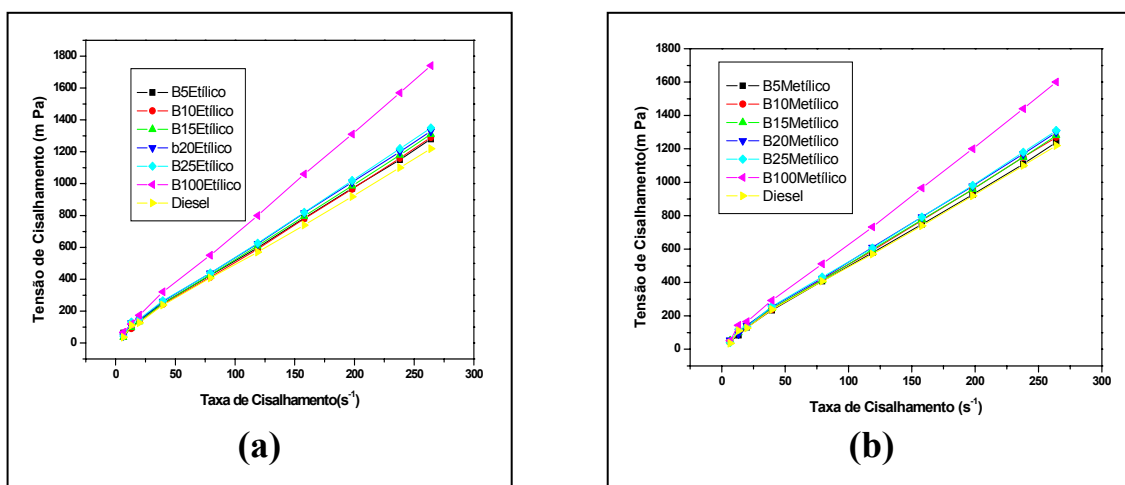 Tensão de Cisalhamento (m Pa)
1800
1600
1400
1200
1000
800
600
400
200
0
B5Etílico
B10Etílico
B15Etílico
b20Etílico
B25Etílico
B100Etílico
Diesel
0 50 100 150 200 250 300
Taxa de Cisalhamento(s⁻¹)
(a)
Tensão de Cisalhamento(m Pa)
1800
1600
1400
1200
1000
800
600
400
200
0
B5Metílico
B10Metílico
B15Metílico
B20Metílico
B25Metílico
B100Metílico
Diesel
0 50 100 150 200 250 300
Taxa de Cisalhamento (s⁻¹)
(b)